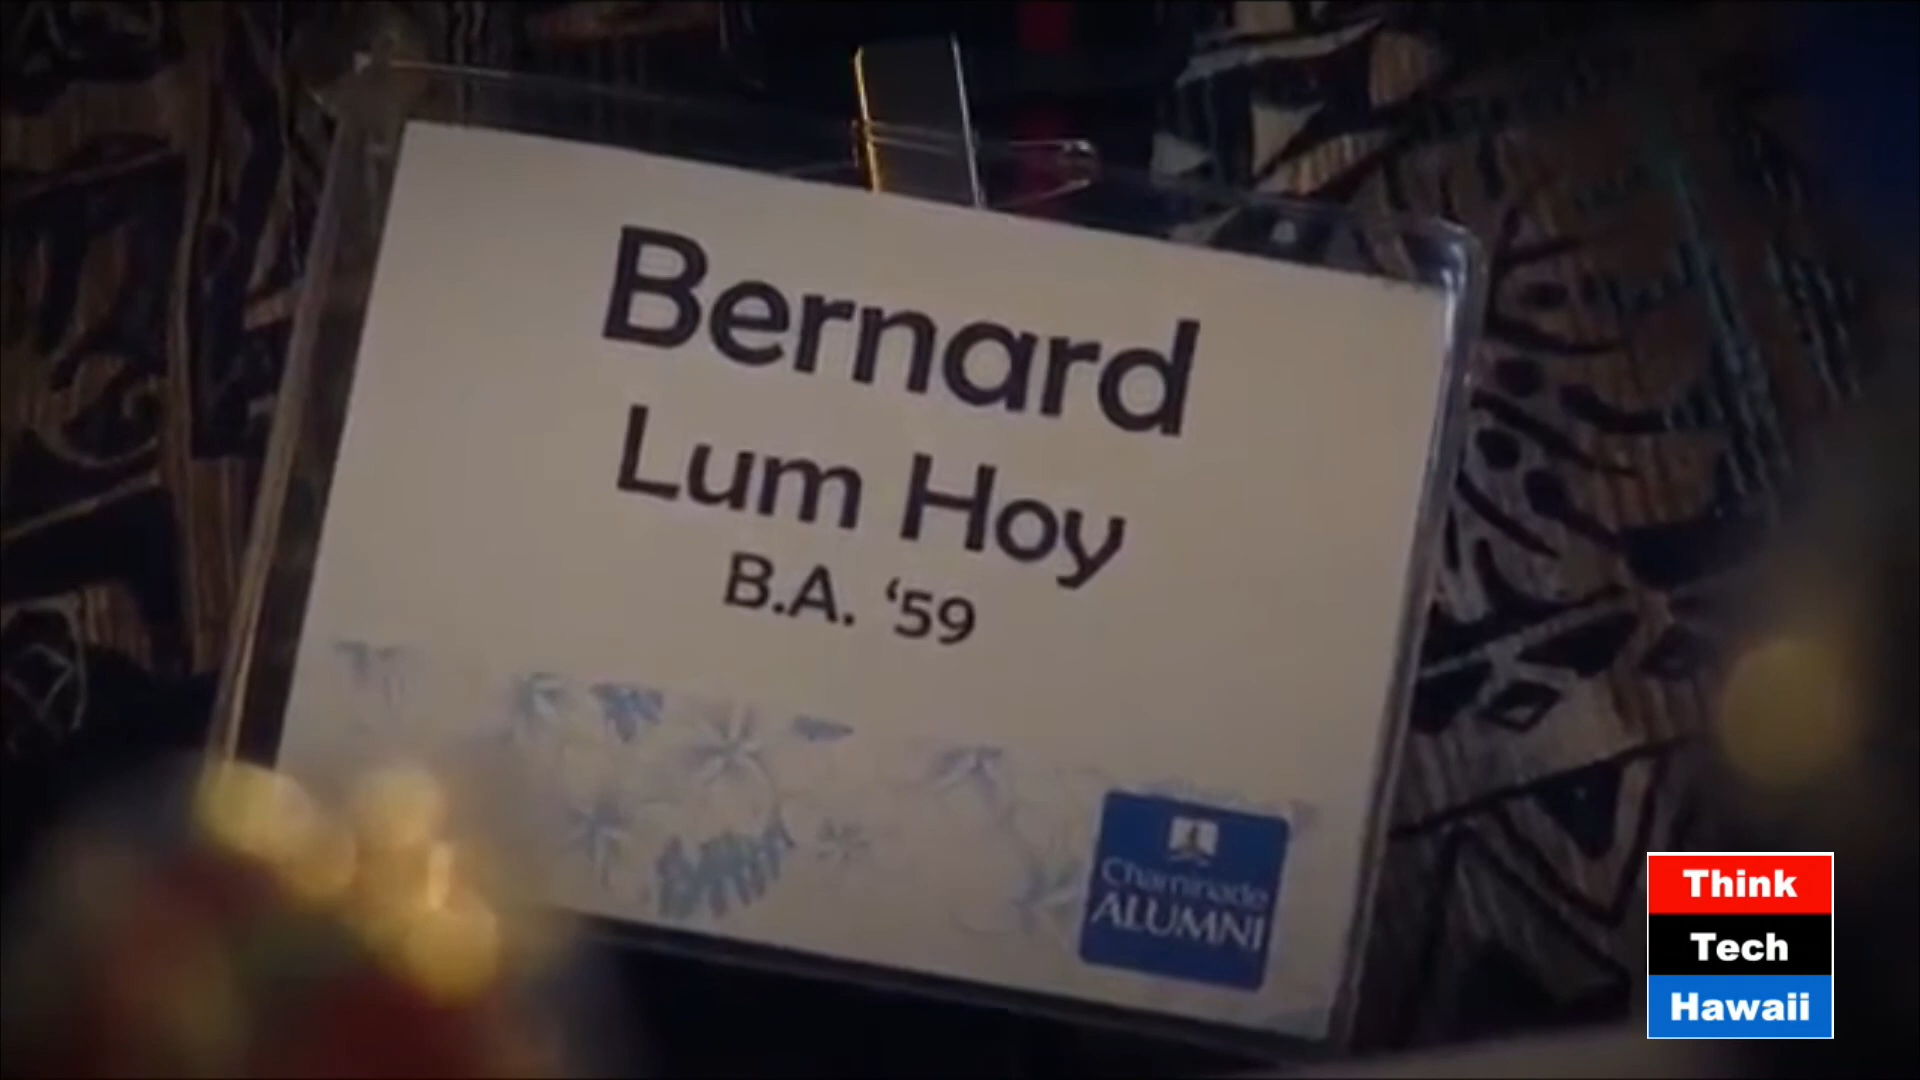 Bernard
Lum Hoy
B.A. ‘59
Chaminade
ALUMNI
Think
Tech
Hawaii